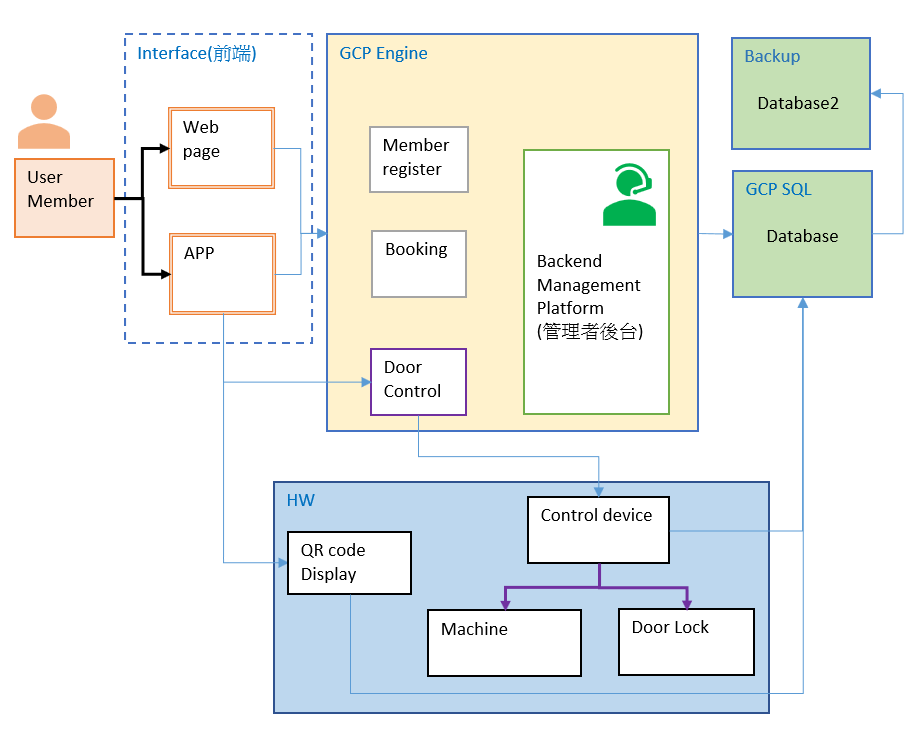 Interface(前端)
GCP Engine
Backup
Database2
User
Member
Web
page
APP
Member
register
Booking
Door
Control
Backend
Management
Platform
(管理者後台)
GCP SQL
Database
HW
QR code
Display
Control device
Machine
Door Lock